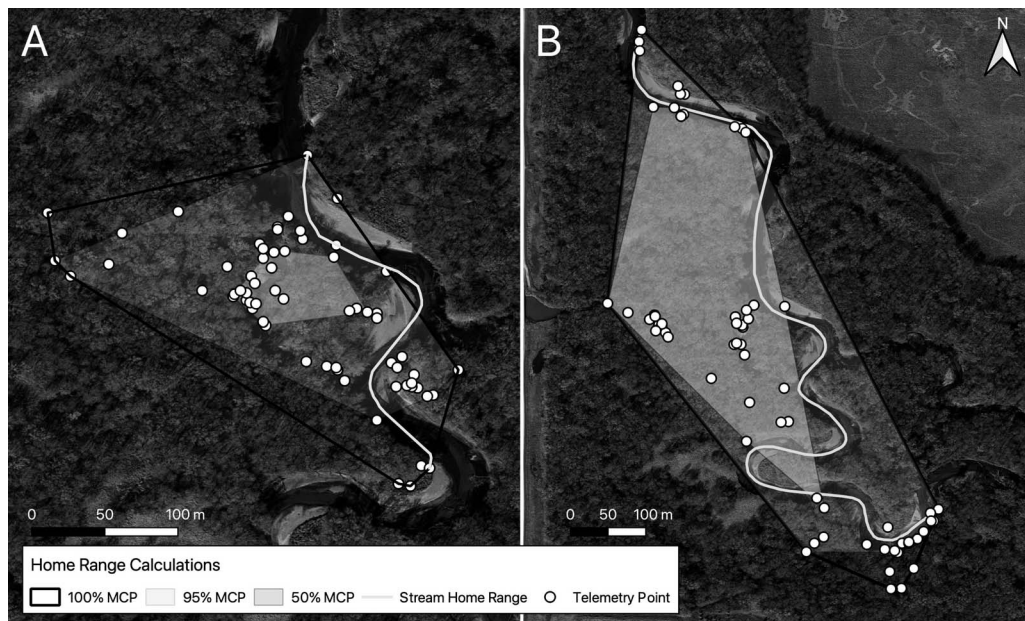 A
B
N
0 50 100 m
0 50 100 m
Home Range Calculations
100% MCP 95% MCP 50% MCP Stream Home Range Telemetry Point